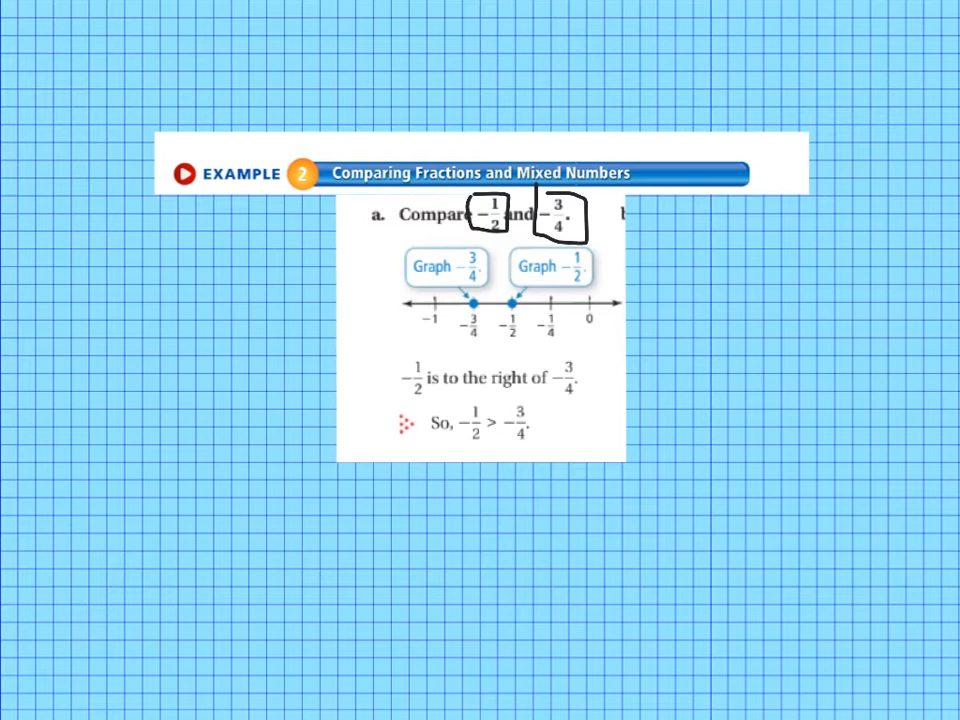 EXAMPLE 2 Comparing Fractions and Mixed Numbers
a. Compare -1/2 and -3/4.
Graph -3/4. Graph -1/2.
-1 -3/4 -1/2 -1/4 0
-1/2 is to the right of -3/4.
So, -1/2 > -3/4.